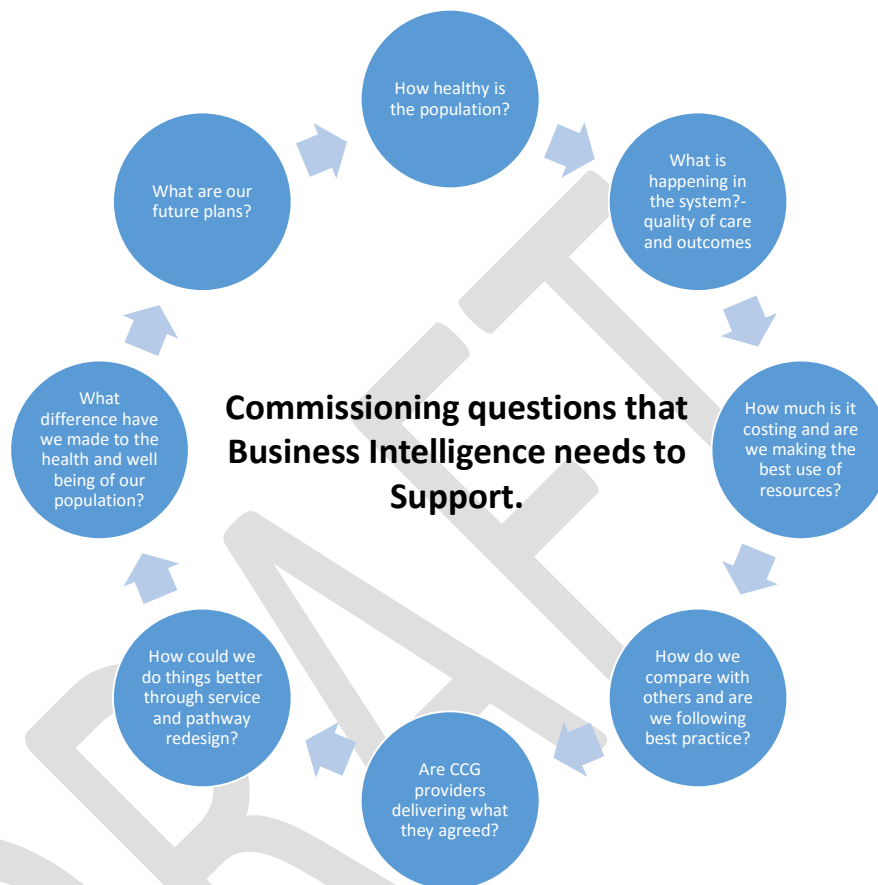 How healthy is
the population?
What is
happening in
the system?-
quality of care
and outcomes
How much is it
costing and are
we making the
best use of
resources?
How do we
compare with
others and are
we following
best practice?
Are CCG
providers
delivering what
they agreed?
How could we
do things better
through service
and pathway
redesign?
What
difference have
we made to the
health and well
being of our
population?
What are our
future plans?
Commissioning questions that
Business Intelligence needs to
Support.
DRAFT